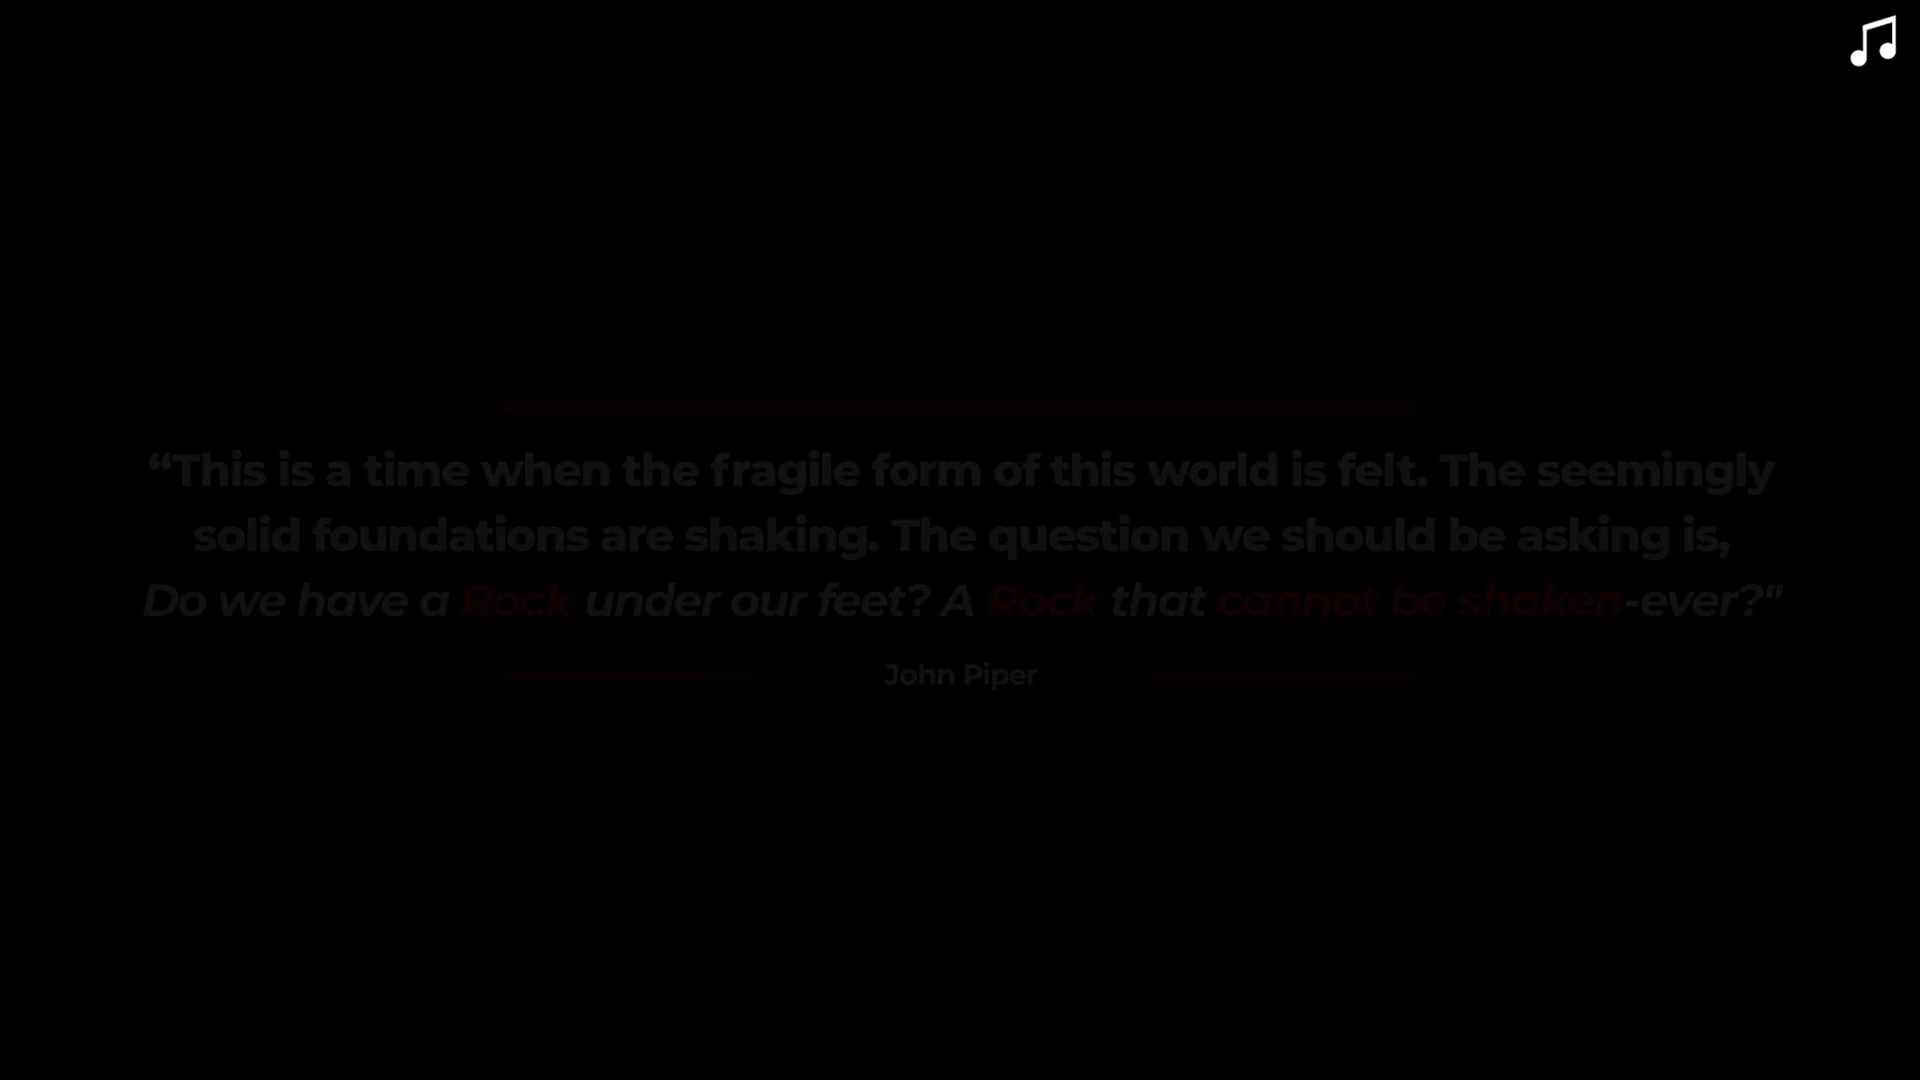 “This is a time when the fragile form of this world is felt. The seemingly
solid foundations are shaking. The question we should be asking is,
Do we have a Rock under our feet? A Rock that cannot be shaken-ever?"
John Piper